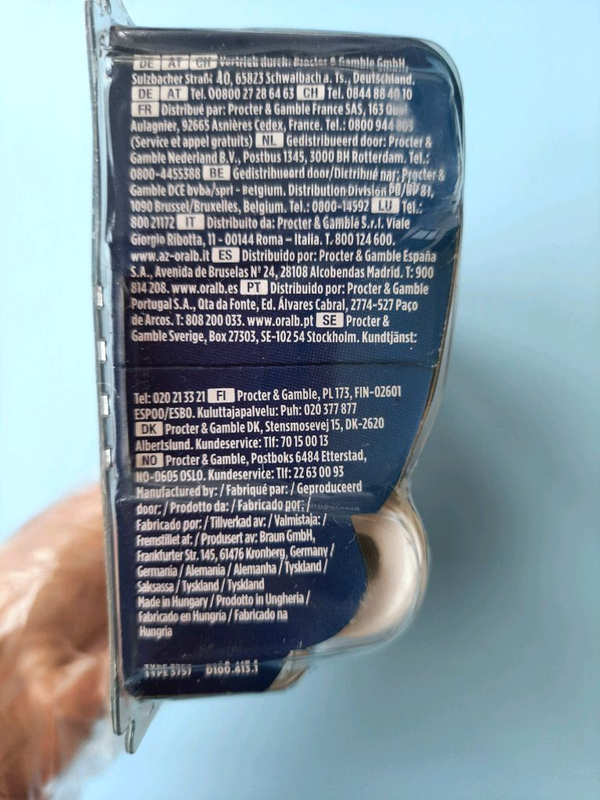 DE AT CH Vertrieb durch: Procter & Gamble GmbH,
Sulzbacher Straße 40, 65823 Schwalbach a. Ts., Deutschland.
DE AT Tel. 00800 27 28 64 63 CH Tel. 0844 88 40 10
FR Distribué par: Procter & Gamble France SAS, 163 Quai
Aulagnier, 92665 Asnières Cedex, France. Tel.: 0800 944 803
(Service et appel gratuits) NL Gedistribueerd door: Procter &
Gamble Nederland B.V., Postbus 1345, 3000 BH Rotterdam. Tel.:
0800-4455388 BE Gedistribueerd door/Distribué par: Procter &
Gamble DCE bvba/sprl - Belgium. Distribution Division PB/BP 81,
1090 Brussel/Bruxelles, Belgium. Tel.: 0800-14592 LU Tel.:
800 21172 IT Distribuito da: Procter & Gamble S.r.l. Viale
Giorgio Ribotta, 11 - 00144 Roma – Italia. T. 800 124 600.
www.az-oralb.it ES Distribuido por: Procter & Gamble España
S.A., Avenida de Bruselas Nº 24, 28108 Alcobendas Madrid. T: 900
814 208. www.oralb.es PT Distribuido por: Procter & Gamble
Portugal S.A., Qta da Fonte, Ed. Álvares Cabral, 2774-527 Paço
de Arcos. T: 808 200 033. www.oralb.pt SE Procter &
Gamble Sverige, Box 27303, SE-102 54 Stockholm. Kundtjänst:
Tel: 020 21 33 21 FI Procter & Gamble, PL 173, FIN-02601
ESPOO/ESBO. Kuluttajapalvelu: Puh: 020 377 877
DK Procter & Gamble DK, Stensmosevej 15, DK-2620
Albertslund. Kundeservice: Tlf: 70 15 00 13
NO Procter & Gamble, Postboks 6484 Etterstad,
NO-0605 OSLO. Kundeservice: Tlf: 22 63 00 93
Manufactured by: / Fabriqué par: / Geproduceerd
door: / Prodotto da: / Fabricado por: /
Fabricado por: / Tillverkad av: / Valmistaja: /
Fremstillet af: / Produsert av: Braun GmbH,
Frankfurter Str. 145, 61476 Kronberg, Germany /
Germania / Alemania / Alemanha / Tyskland /
Saksassa / Tyskland / Tyskland
Made in Hungary / Prodotto in Ungheria /
Fabricado en Hungría / Fabricado na
Hungria
TYPE 3757 0160.415.1